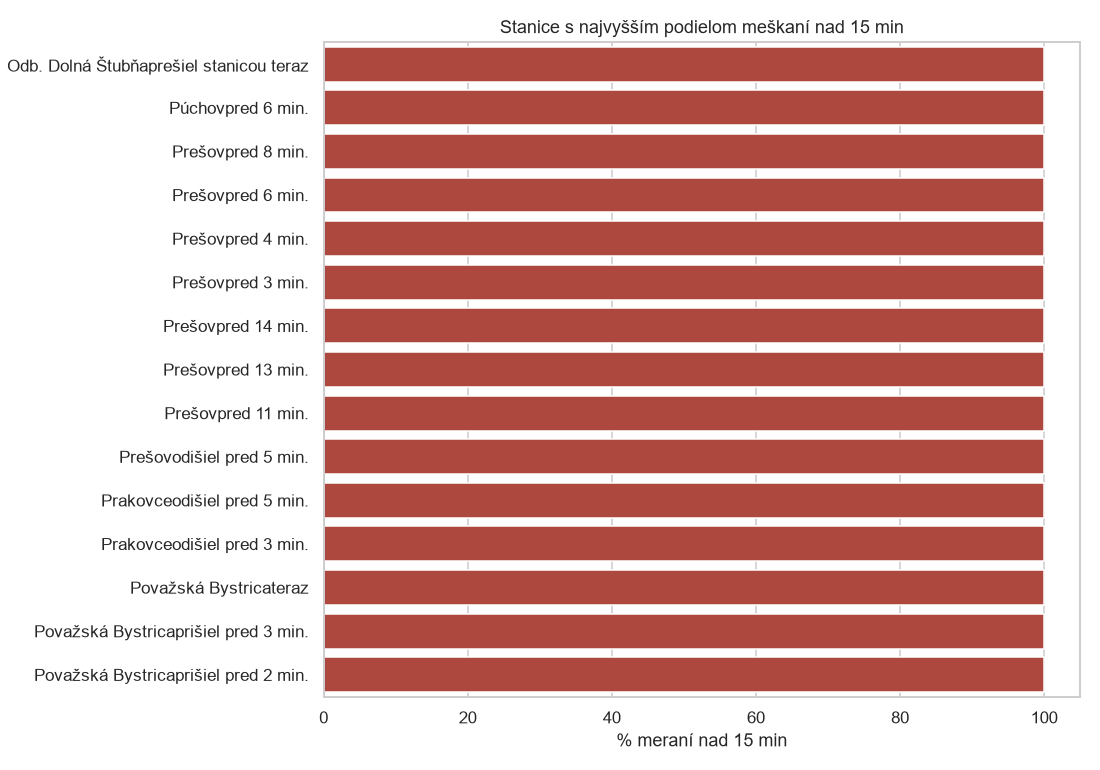 Stanice s najvyšším podielom meškaní nad 15 min
Odb. Dolná Štubňaprešiel stanicou teraz
Púchovpred 6 min.
Prešovpred 8 min.
Prešovpred 6 min.
Prešovpred 4 min.
Prešovpred 3 min.
Prešovpred 14 min.
Prešovpred 13 min.
Prešovpred 11 min.
Prešovodišiel pred 5 min.
Prakovceodišiel pred 5 min.
Prakovceodišiel pred 3 min.
Považská Bystricateraz
Považská Bystricaprišiel pred 3 min.
Považská Bystricaprišiel pred 2 min.
0 20 40 60 80 100
% meraní nad 15 min